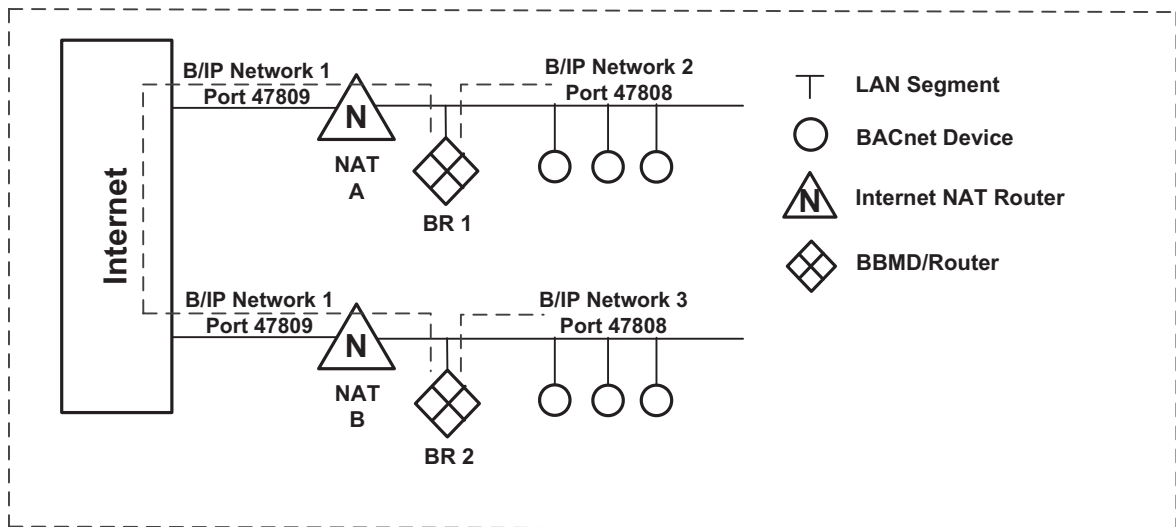 B/IP Network 1
Port 47809
N
NAT
A
BR 1
B/IP Network 2
Port 47808
Internet
B/IP Network 1
Port 47809
N
NAT
B
BR 2
B/IP Network 3
Port 47808
LAN Segment
BACnet Device
N
Internet NAT Router
BBMD/Router